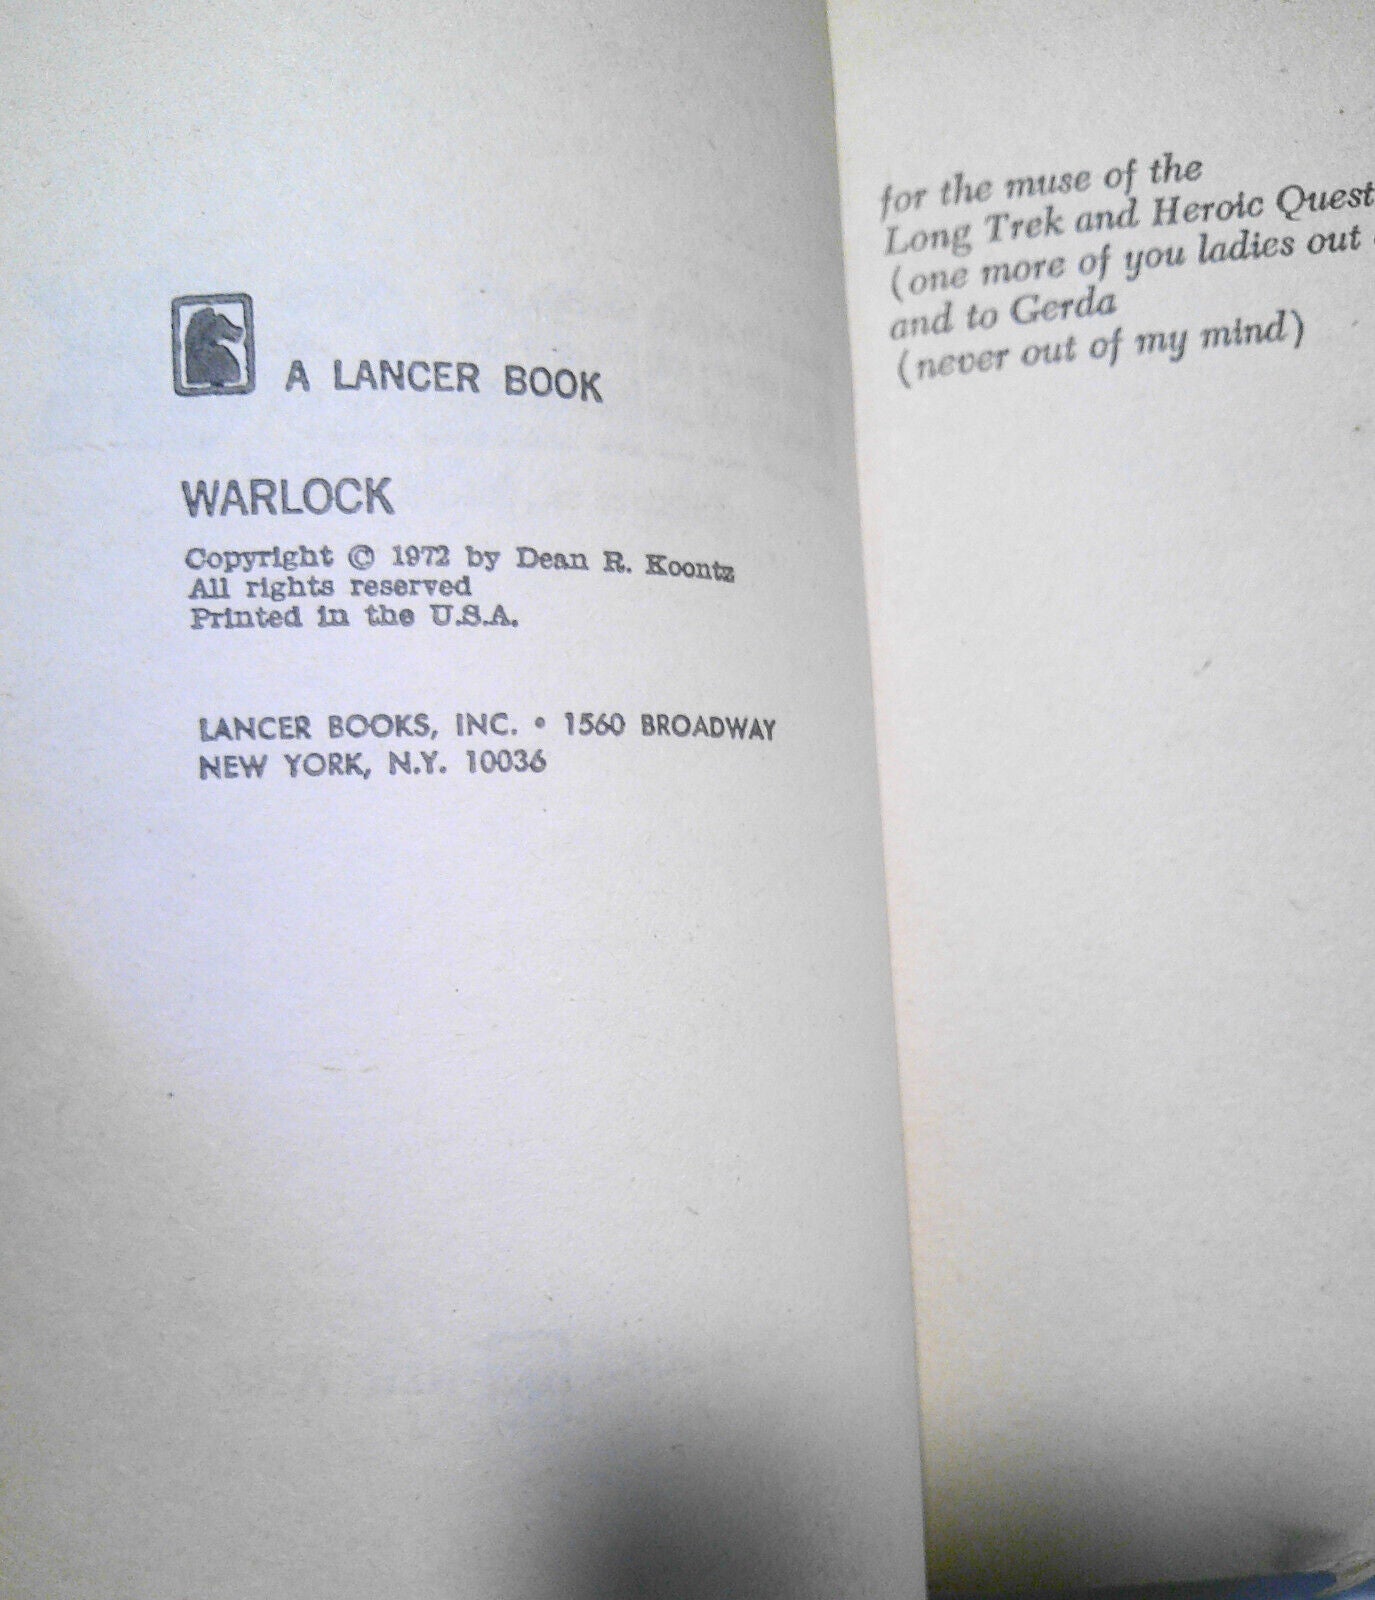 A LANCER BOOK
WARLOCK
Copyright © 1972 by Dean R. Koontz
All rights reserved
Printed in the U.S.A.
LANCER BOOKS, INC. • 1560 BROADWAY
NEW YORK, N.Y. 10036
for the muse of the
Long Trek and Heroic Quest
(one more of you ladies out
and to Gerda
(never out of my mind)